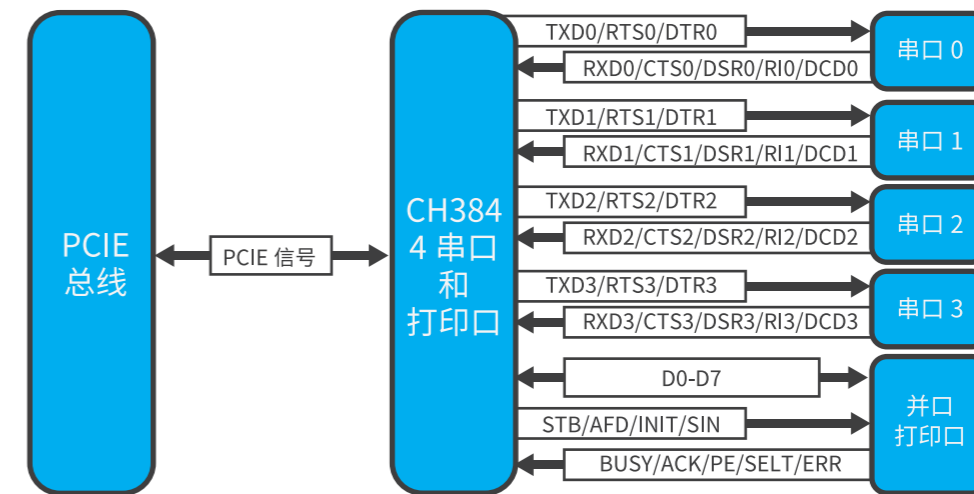 PCIE
总线
PCIE 信号
CH384
4 串口
和
打印口
TXD0/RTS0/DTR0
RXD0/CTS0/DSR0/RI0/DCD0
串口 0
TXD1/RTS1/DTR1
RXD1/CTS1/DSR1/RI1/DCD1
串口 1
TXD2/RTS2/DTR2
RXD2/CTS2/DSR2/RI2/DCD2
串口 2
TXD3/RTS3/DTR3
RXD3/CTS3/DSR3/RI3/DCD3
串口 3
D0-D7
STB/AFD/INIT/SIN
BUSY/ACK/PE/SELT/ERR
并口
打印口